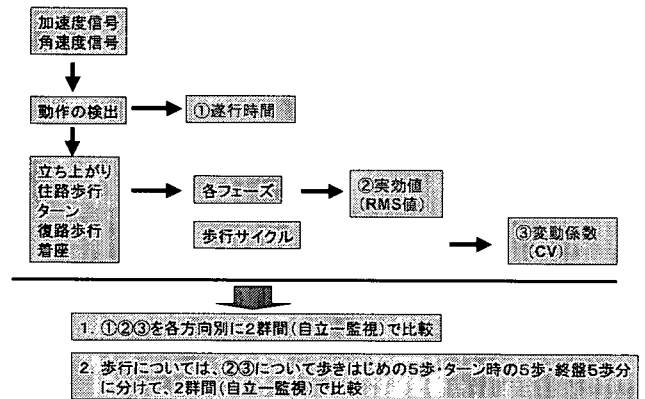 加速度信号
角速度信号
動作の検出
①遂行時間
立ち上がり
往路歩行
ターン
復路歩行
着座
各フェーズ
歩行サイクル
②実効値
(RMS値)
③変動係数
(CV)
1. ①②③を各方向別に2群間(自立―監視)で比較
2. 歩行については、②③について歩きはじめの5歩・ターン時の5歩・終盤5歩分
に分けて、2群間(自立―監視)で比較